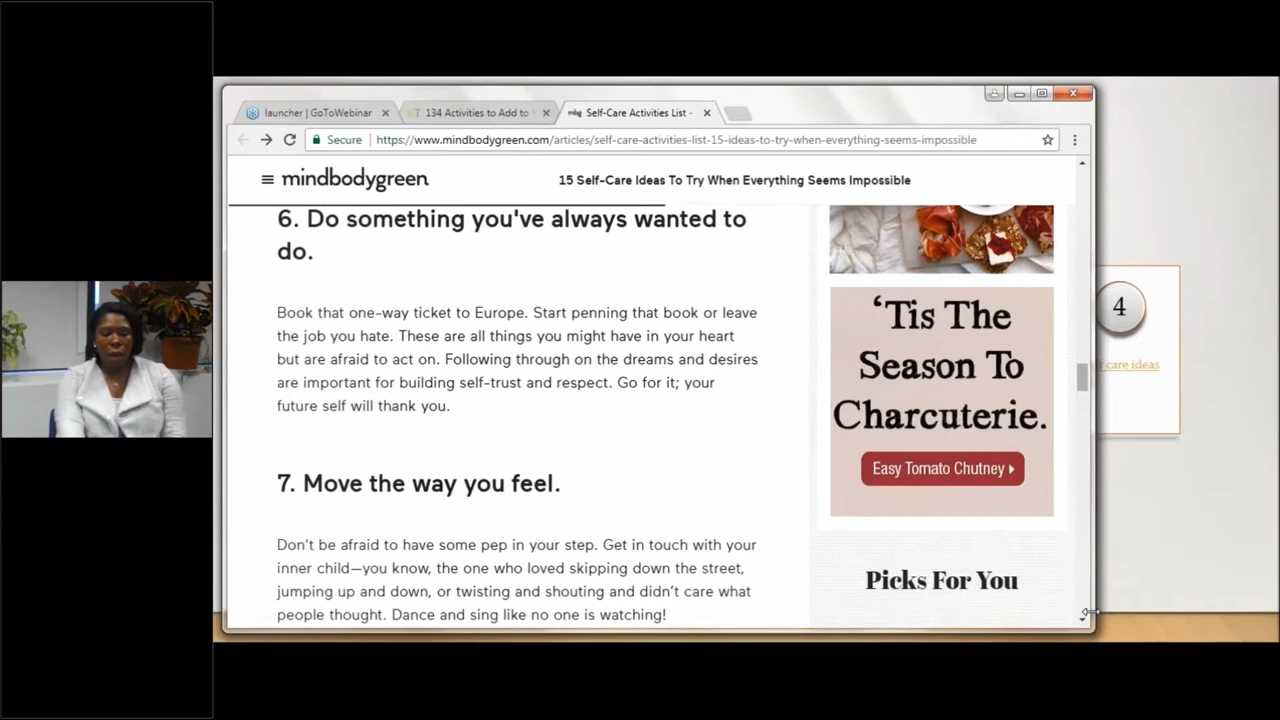 launcher | GoToWebinar
134 Activities to Add to
mbg
Self-Care Activities List -
Secure
https://www.mindbodygreen.com/articles/self-care-activities-list-15-ideas-to-try-when-everything-seems-impossible
mindbodygreen
15 Self-Care Ideas To Try When Everything Seems Impossible
6. Do something you've always wanted to
do.
Book that one-way ticket to Europe. Start penning that book or leave
the job you hate. These are all things you might have in your heart
but are afraid to act on. Following through on the dreams and desires
are important for building self-trust and respect. Go for it; your
future self will thank you.
7. Move the way you feel.
Don't be afraid to have some pep in your step. Get in touch with your
inner child—you know, the one who loved skipping down the street,
jumping up and down, or twisting and shouting and didn't care what
people thought. Dance and sing like no one is watching!
‘Tis The
Season To
Charcuterie.
Easy Tomato Chutney
Picks For You
4
care ideas